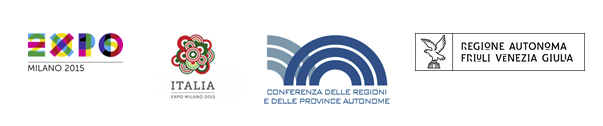 EXPO
MILANO 2015
ITALIA
EXPO MILANO 2015
CONFERENZA DELLE REGIONI
E DELLE PROVINCE AUTONOME
REGIONE AUTONOMA
FRIULI VENEZIA GIULIA